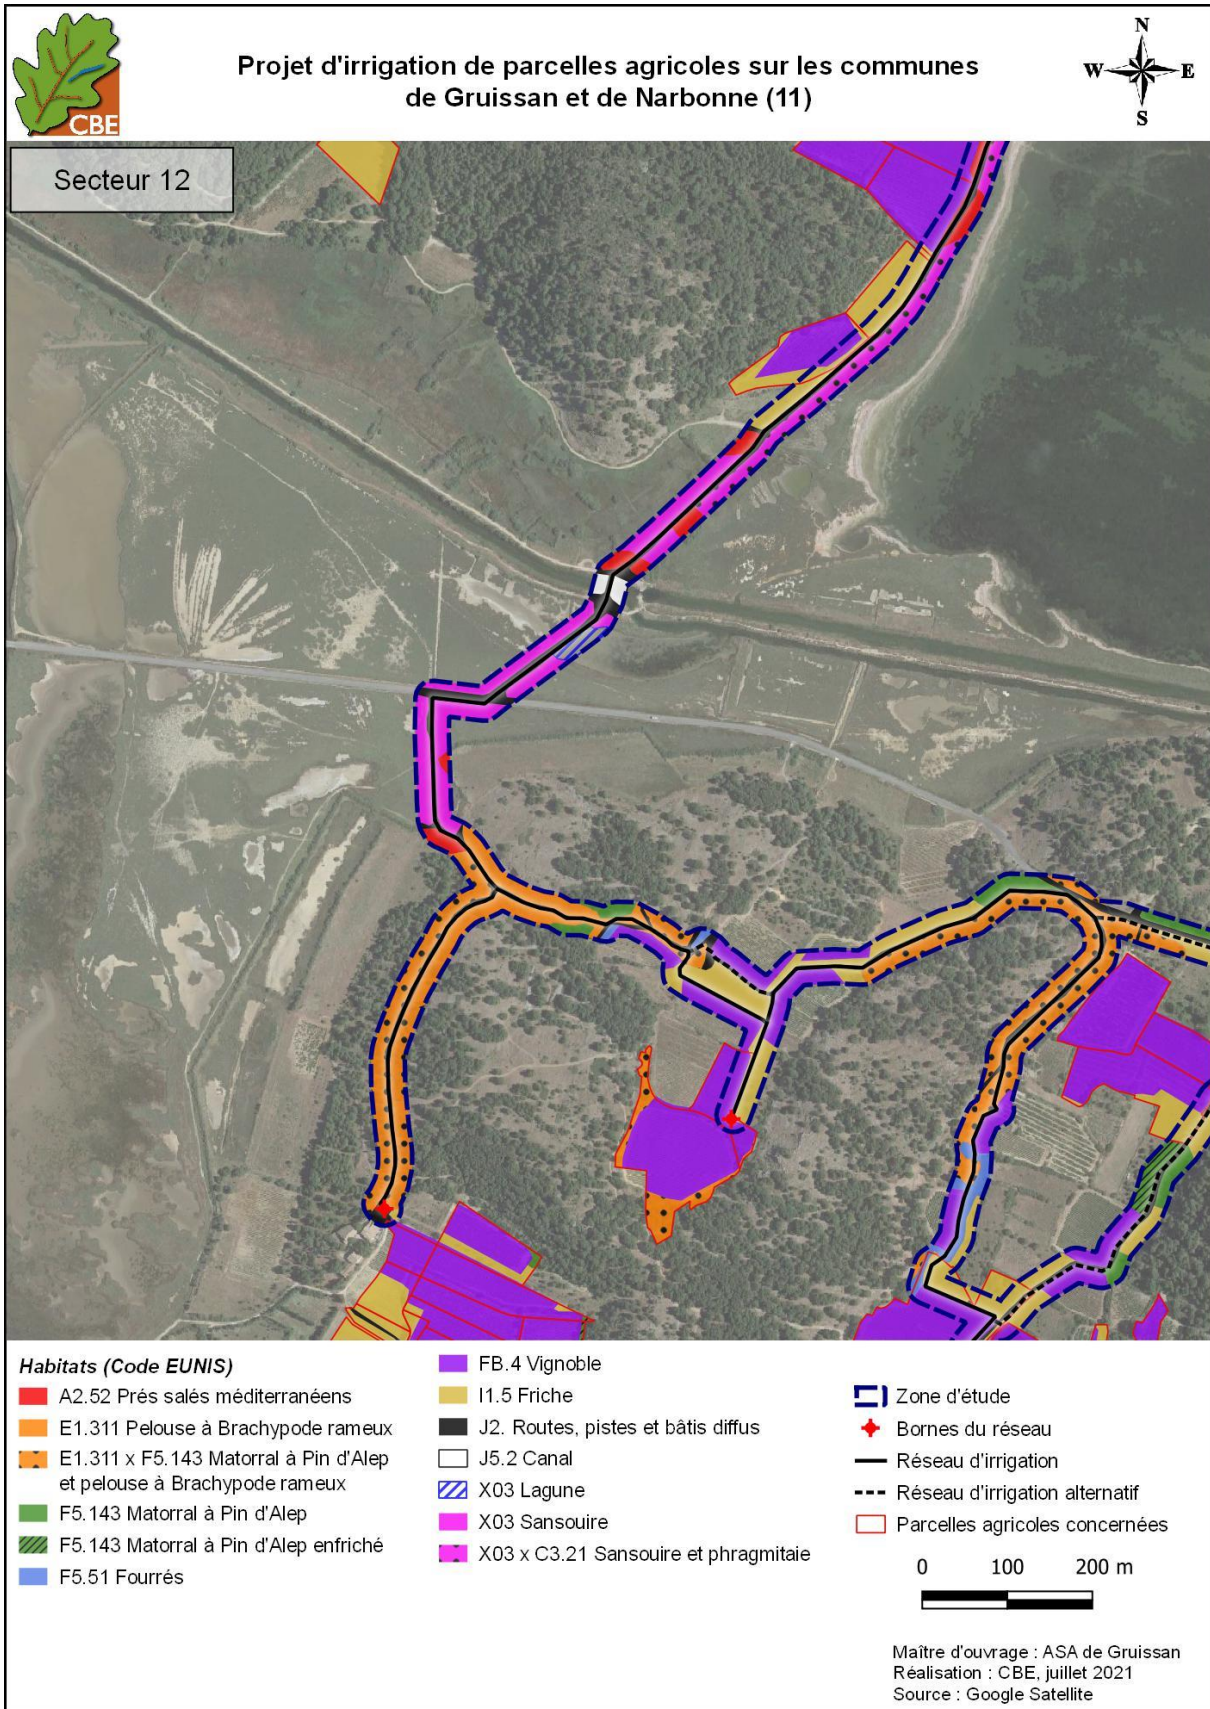 CBE
Projet d'irrigation de parcelles agricoles sur les communes
de Gruissan et de Narbonne (11)
N
W E
S
Secteur 12
Habitats (Code EUNIS)
A2.52 Prés salés méditerranéens
E1.311 Pelouse à Brachypode rameux
E1.311 x F5.143 Matorral à Pin d'Alep
et pelouse à Brachypode rameux
F5.143 Matorral à Pin d'Alep
F5.143 Matorral à Pin d'Alep enfriché
F5.51 Fourrés
FB.4 Vignoble
I1.5 Friche
J2. Routes, pistes et bâtis diffus
J5.2 Canal
X03 Lagune
X03 Sansouire
X03 x C3.21 Sansouire et phragmitaie
Zone d'étude
Bornes du réseau
Réseau d'irrigation
Réseau d'irrigation alternatif
Parcelles agricoles concernées
0 100 200 m
Maître d'ouvrage : ASA de Gruissan
Réalisation : CBE, juillet 2021
Source : Google Satellite